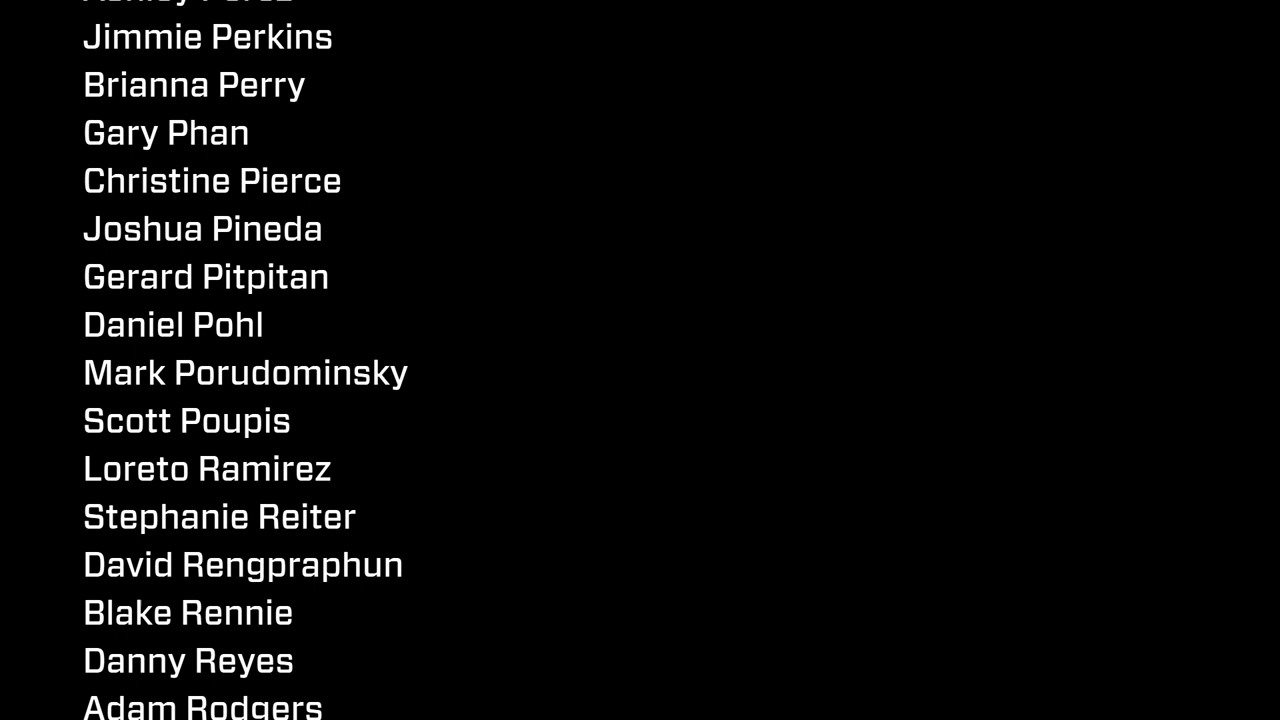 Jimmie Perkins
Brianna Perry
Gary Phan
Christine Pierce
Joshua Pineda
Gerard Pitpitan
Daniel Pohl
Mark Porudominsky
Scott Poupis
Loreto Ramirez
Stephanie Reiter
David Rengpraphun
Blake Rennie
Danny Reyes
Adam Rodgers